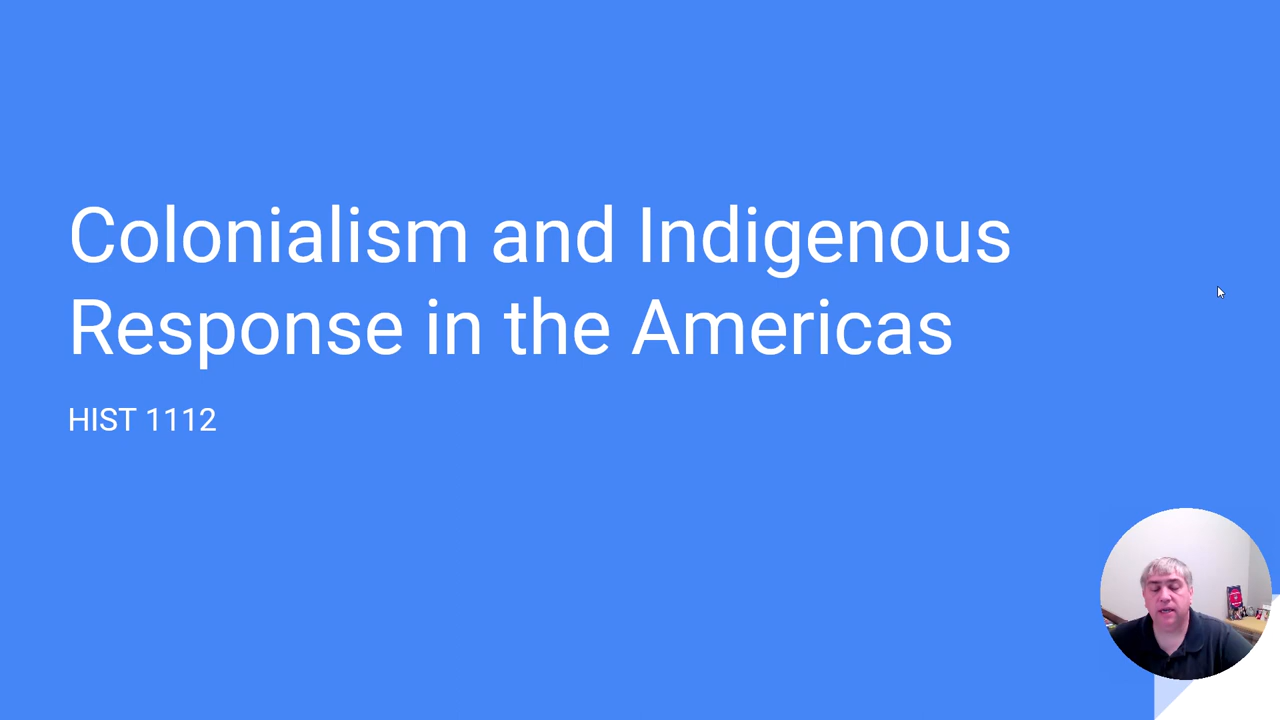 Colonialism and Indigenous
Response in the Americas
HIST 1112